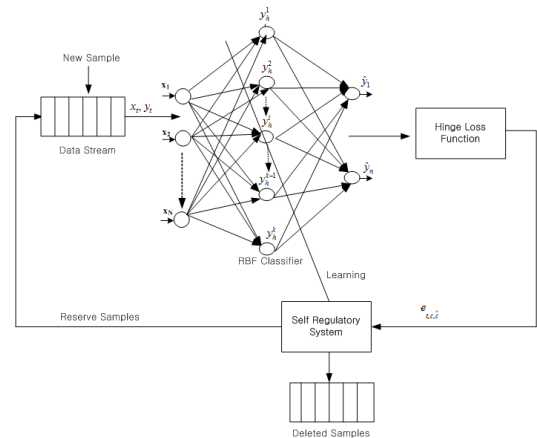 New Sample
x_t, y_t
Data Stream
x_1
x_2
x_N
y_h^1
y_h^2
y_h^i
y_h^{k-1}
y_h^k
RBF Classifier
ŷ_1
ŷ_n
Hinge Loss
Function
Learning
Reserve Samples
Self Regulatory
System
e_{t,c,ĉ}
Deleted Samples